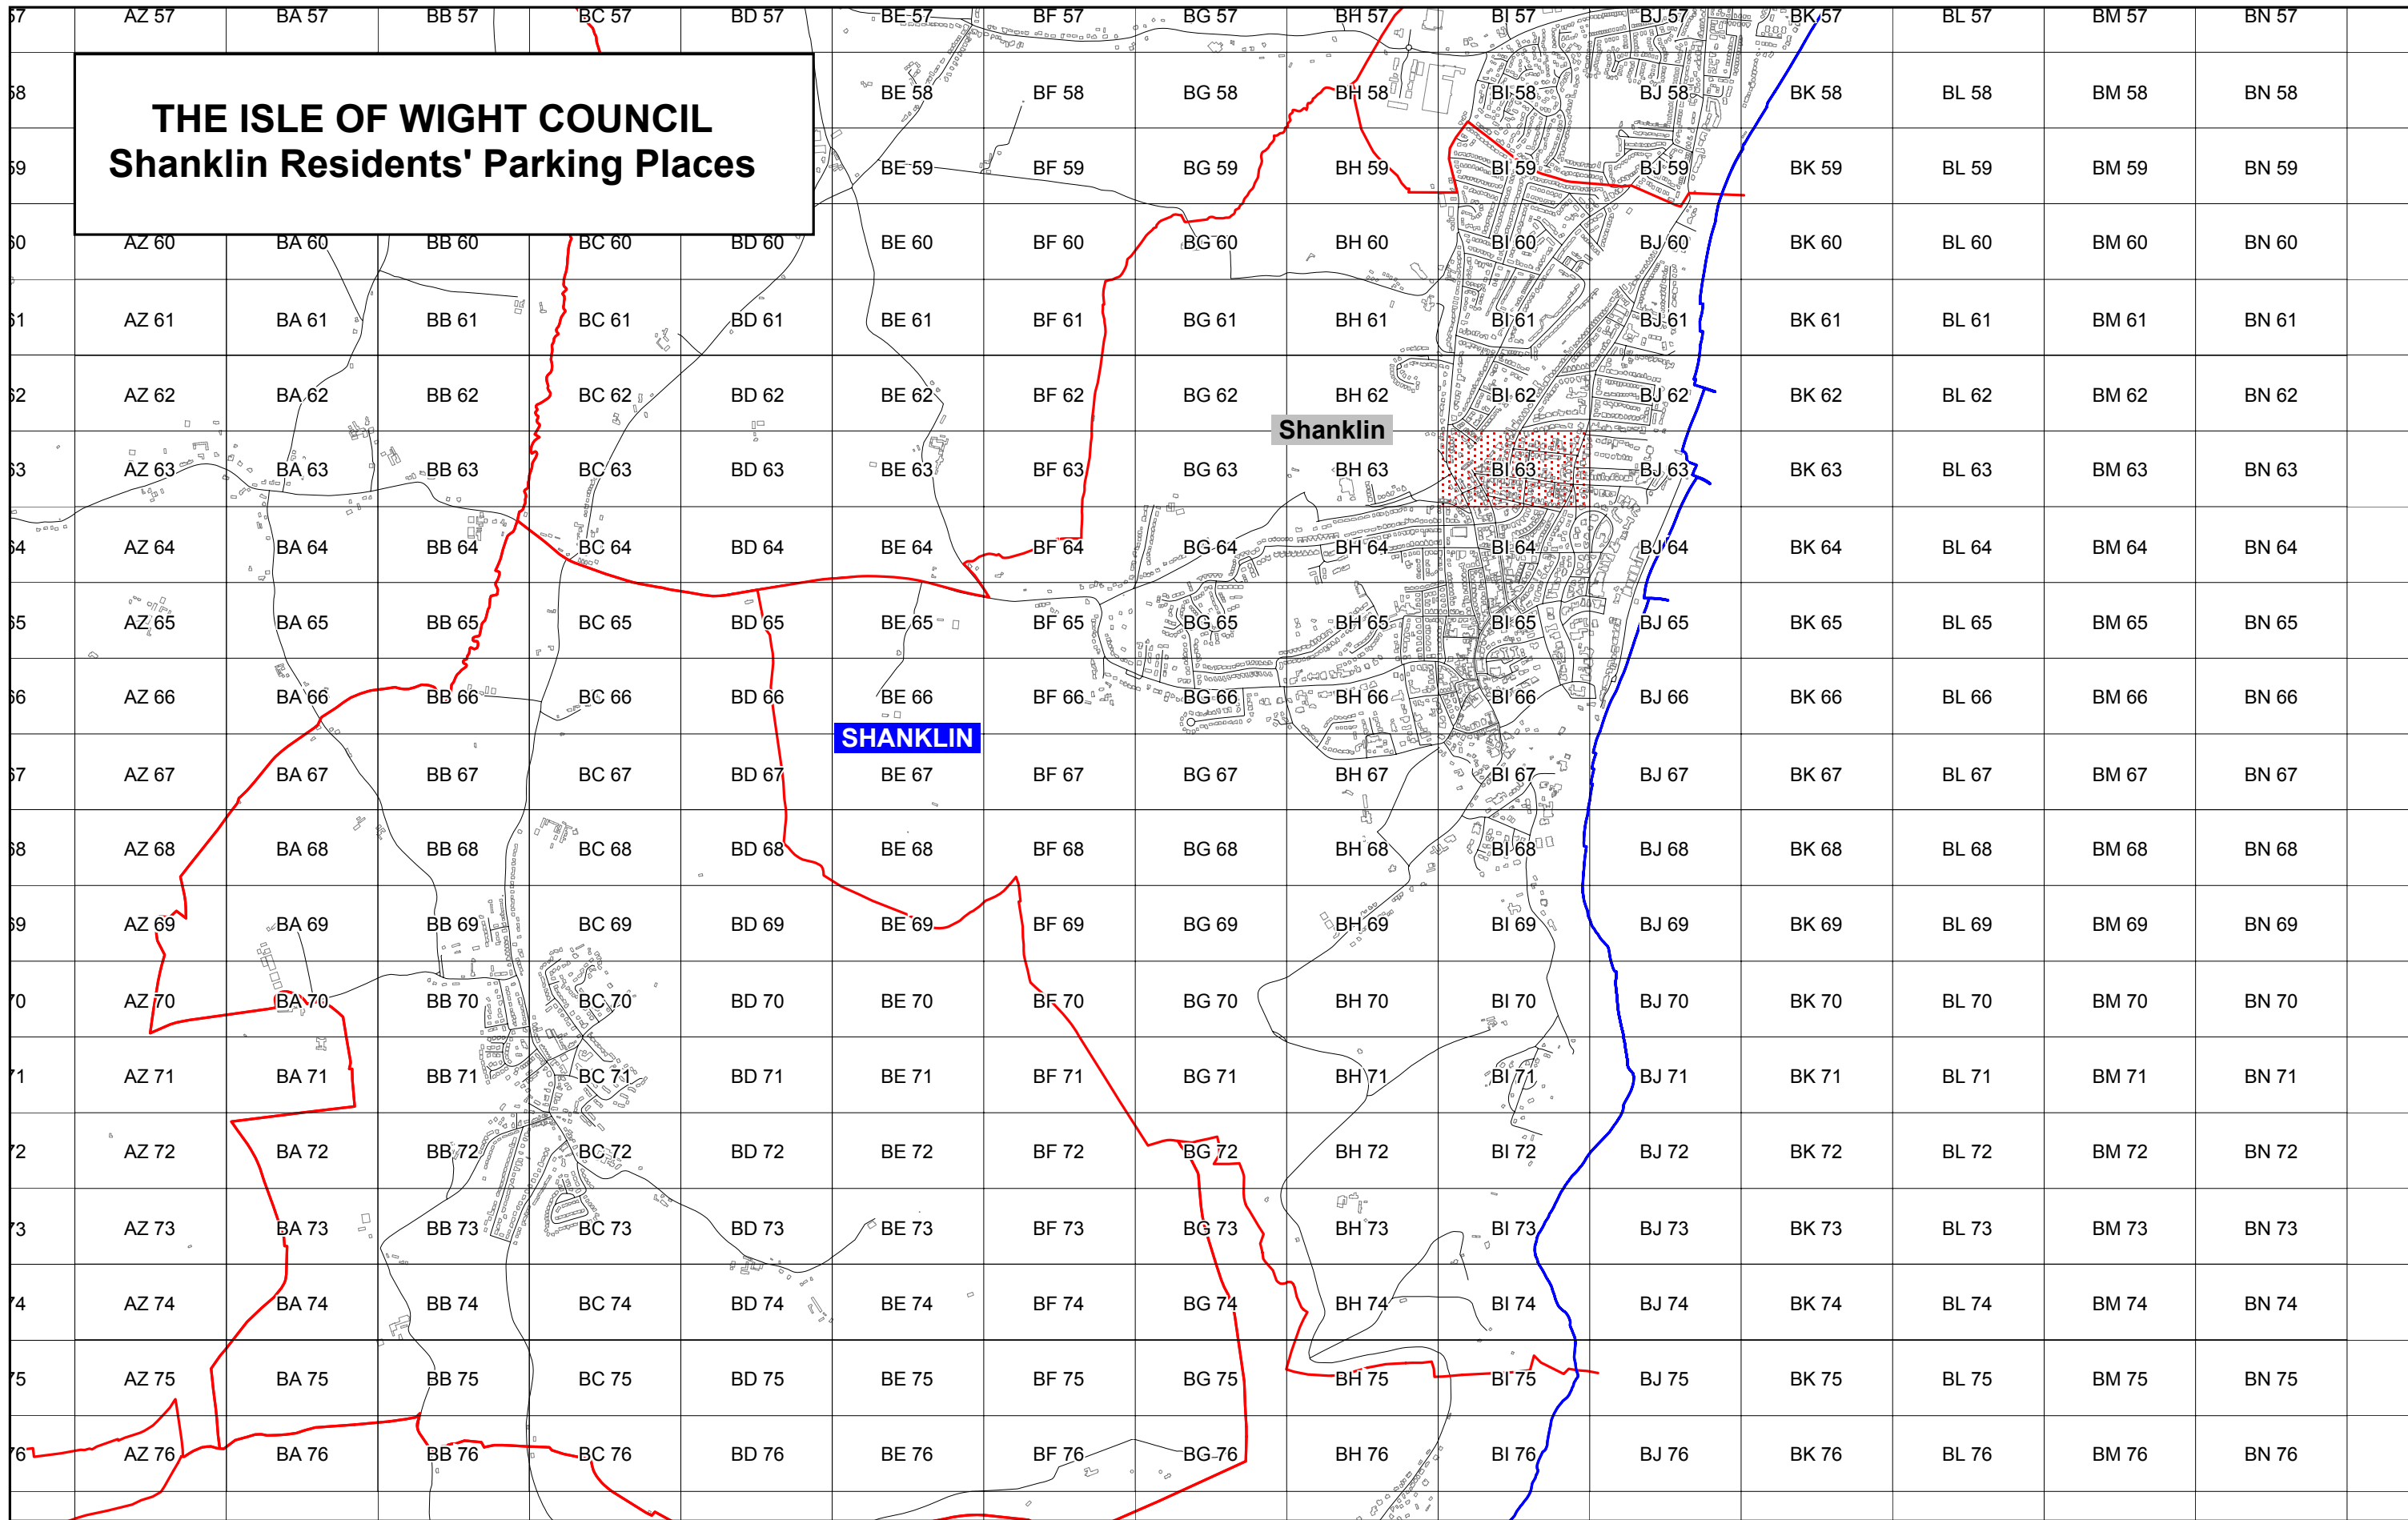 AZ 57 BA 57 BB 57 BC 57 BD 57 BE 57 BF 57 BG 57 BH 57 BI 57 BJ 57 BK 57 BL 57 BM 57 BN 57
THE ISLE OF WIGHT COUNCIL
Shanklin Residents' Parking Places
BE 58 BF 58 BG 58 BH 58 BI 58 BJ 58 BK 58 BL 58 BM 58 BN 58
BE 59 BF 59 BG 59 BH 59 BI 59 BJ 59 BK 59 BL 59 BM 59 BN 59
AZ 60 BA 60 BB 60 BC 60 BD 60 BE 60 BF 60 BG 60 BH 60 BI 60 BJ 60 BK 60 BL 60 BM 60 BN 60
AZ 61 BA 61 BB 61 BC 61 BD 61 BE 61 BF 61 BG 61 BH 61 BI 61 BJ 61 BK 61 BL 61 BM 61 BN 61
AZ 62 BA 62 BB 62 BC 62 BD 62 BE 62 BF 62 BG 62 BH 62 BI 62 BJ 62 BK 62 BL 62 BM 62 BN 62
Shanklin
AZ 63 BA 63 BB 63 BC 63 BD 63 BE 63 BF 63 BG 63 BH 63 BI 63 BJ 63 BK 63 BL 63 BM 63 BN 63
AZ 64 BA 64 BB 64 BC 64 BD 64 BE 64 BF 64 BG 64 BH 64 BI 64 BJ 64 BK 64 BL 64 BM 64 BN 64
AZ 65 BA 65 BB 65 BC 65 BD 65 BE 65 BF 65 BG 65 BH 65 BI 65 BJ 65 BK 65 BL 65 BM 65 BN 65
AZ 66 BA 66 BB 66 BC 66 BD 66 BE 66 BF 66 BG 66 BH 66 BI 66 BJ 66 BK 66 BL 66 BM 66 BN 66
SHANKLIN
AZ 67 BA 67 BB 67 BC 67 BD 67 BE 67 BF 67 BG 67 BH 67 BI 67 BJ 67 BK 67 BL 67 BM 67 BN 67
AZ 68 BA 68 BB 68 BC 68 BD 68 BE 68 BF 68 BG 68 BH 68 BI 68 BJ 68 BK 68 BL 68 BM 68 BN 68
AZ 69 BA 69 BB 69 BC 69 BD 69 BE 69 BF 69 BG 69 BH 69 BI 69 BJ 69 BK 69 BL 69 BM 69 BN 69
AZ 70 BA 70 BB 70 BC 70 BD 70 BE 70 BF 70 BG 70 BH 70 BI 70 BJ 70 BK 70 BL 70 BM 70 BN 70
AZ 71 BA 71 BB 71 BC 71 BD 71 BE 71 BF 71 BG 71 BH 71 BI 71 BJ 71 BK 71 BL 71 BM 71 BN 71
AZ 72 BA 72 BB 72 BC 72 BD 72 BE 72 BF 72 BG 72 BH 72 BI 72 BJ 72 BK 72 BL 72 BM 72 BN 72
AZ 73 BA 73 BB 73 BC 73 BD 73 BE 73 BF 73 BG 73 BH 73 BI 73 BJ 73 BK 73 BL 73 BM 73 BN 73
AZ 74 BA 74 BB 74 BC 74 BD 74 BE 74 BF 74 BG 74 BH 74 BI 74 BJ 74 BK 74 BL 74 BM 74 BN 74
AZ 75 BA 75 BB 75 BC 75 BD 75 BE 75 BF 75 BG 75 BH 75 BI 75 BJ 75 BK 75 BL 75 BM 75 BN 75
AZ 76 BA 76 BB 76 BC 76 BD 76 BE 76 BF 76 BG 76 BH 76 BI 76 BJ 76 BK 76 BL 76 BM 76 BN 76